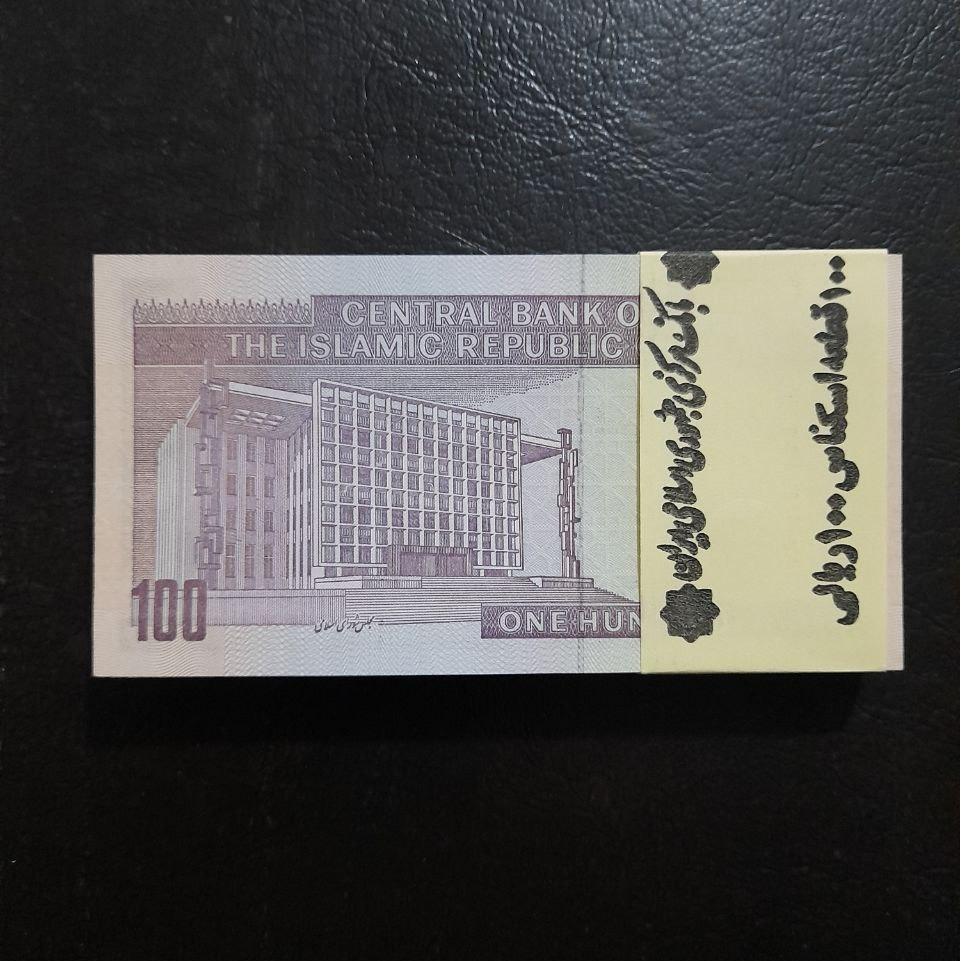 CENTRAL BANK O
THE ISLAMIC REPUBLIC
100
مجلس شورای اسلامی
ONE HUN
بانک مرکزی جمهوری اسلامی ایران
۱۰۰ قطعه اسکناس ۱۰۰ ریالی